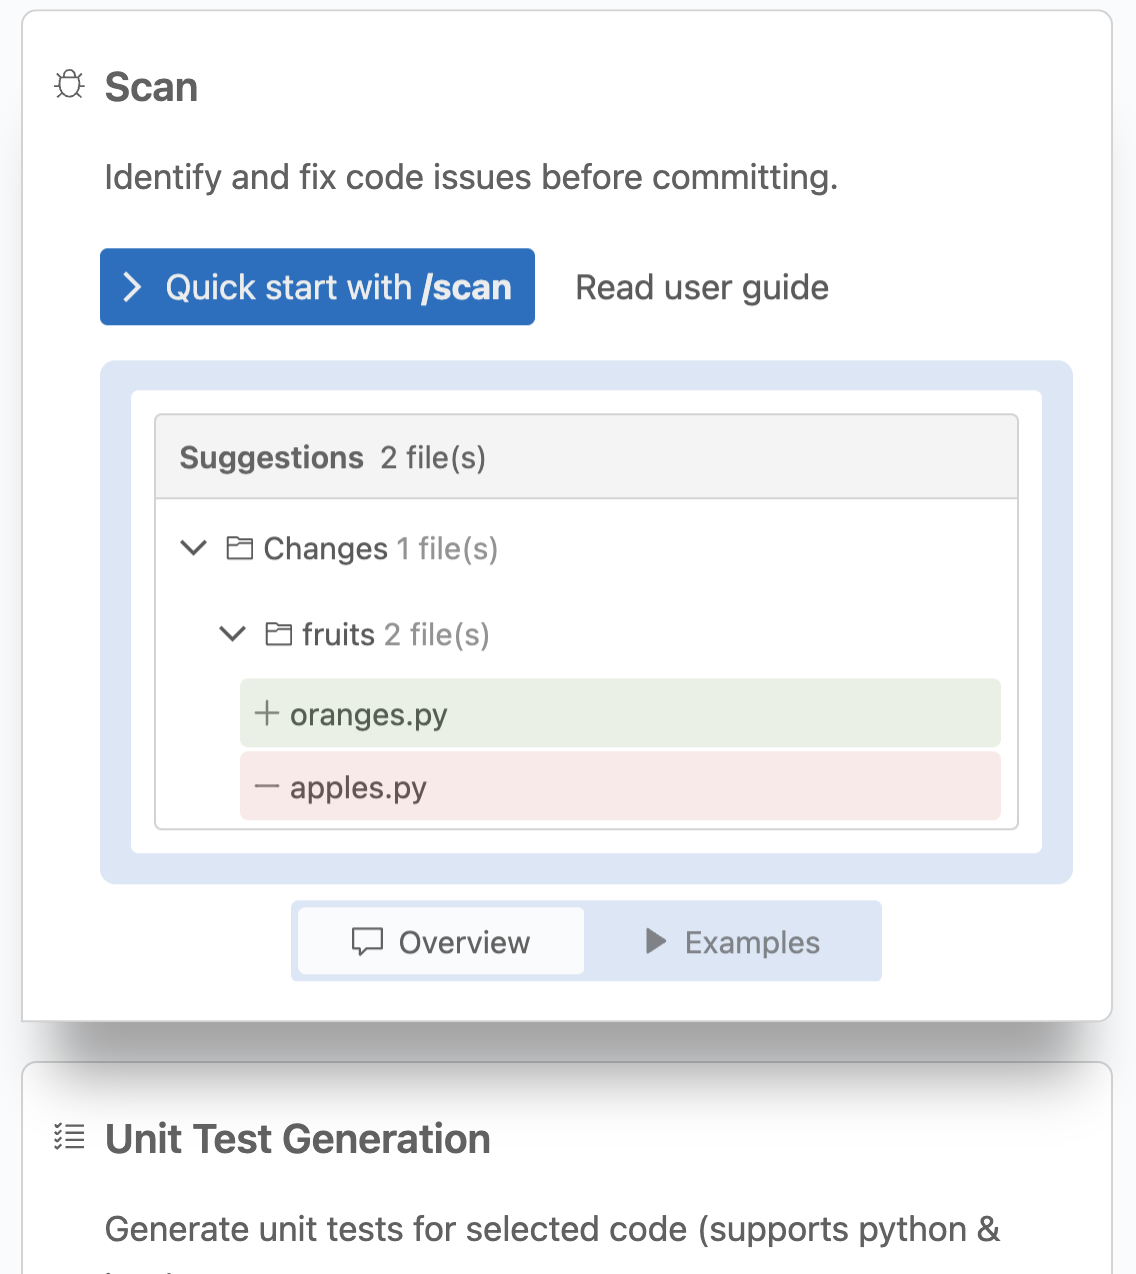 Scan
Identify and fix code issues before committing.
Quick start with /scan
Read user guide
Suggestions 2 file(s)
Changes 1 file(s)
fruits 2 file(s)
+ oranges.py
— apples.py
Overview
Examples
Unit Test Generation
Generate unit tests for selected code (supports python &